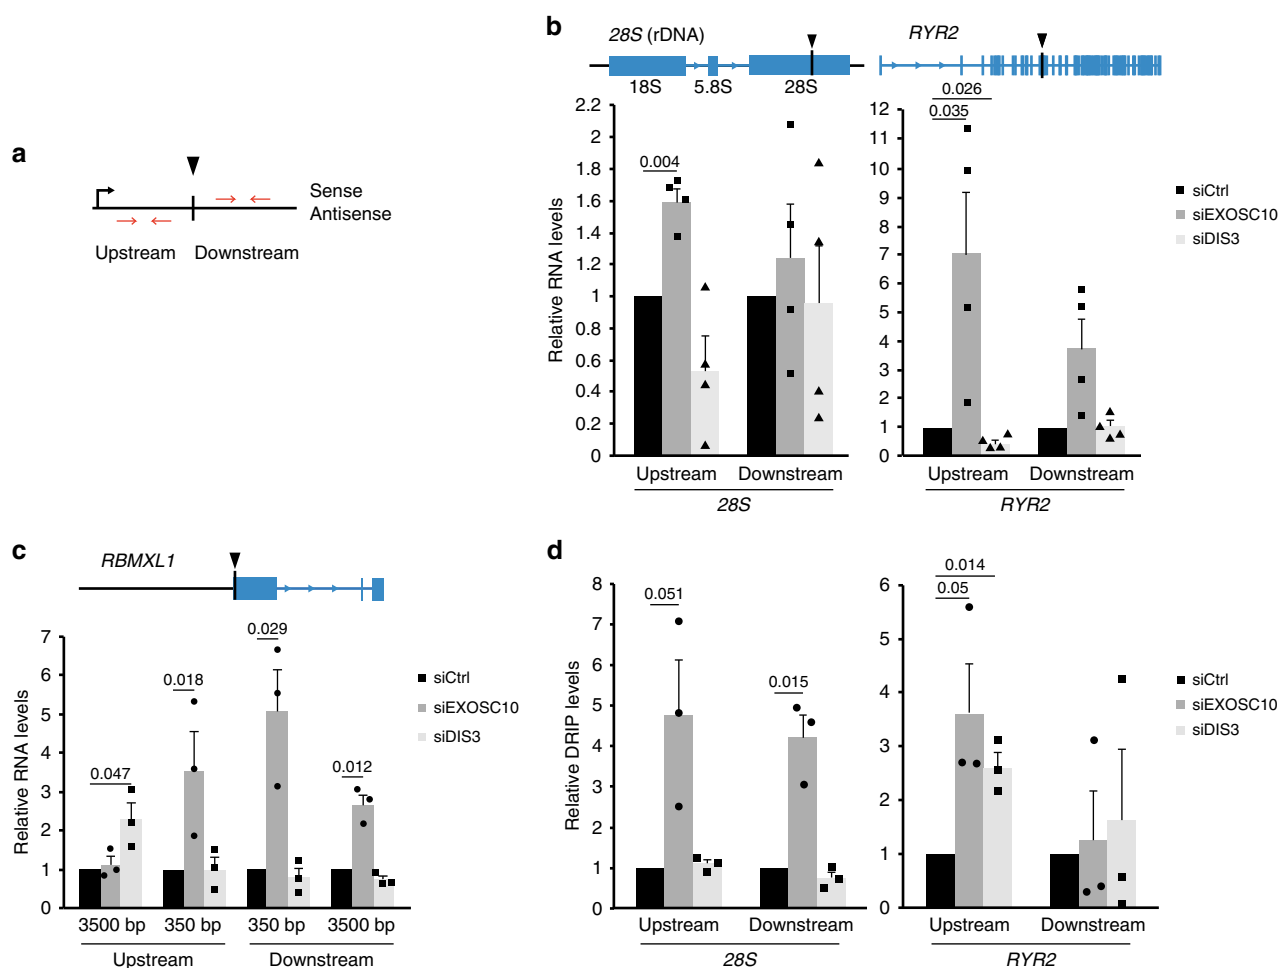 a
Sense
Antisense
Upstream Downstream
b
28S (rDNA)
18S 5.8S 28S
RYR2
Relative RNA levels
2.2
2
1.8
1.6
1.4
1.2
1
0.8
0.6
0.4
0.2
0
0.004
Upstream Downstream
28S
12
10
8
7
6
5
4
3
2
1
0
0.026
0.035
Upstream Downstream
RYR2
siCtrl
siEXOSC10
siDIS3
c
RBMXL1
Relative RNA levels
7
6
5
4
3
2
1
0
0.047
0.018
0.029
0.012
3500 bp 350 bp 350 bp 3500 bp
Upstream Downstream
siCtrl
siEXOSC10
siDIS3
d
Relative DRIP levels
8
7
6
5
4
2
1
0
0.051
0.015
Upstream Downstream
28S
6
5
4
3
2
1
0
0.014
0.05
Upstream Downstream
RYR2
siCtrl
siEXOSC10
siDIS3